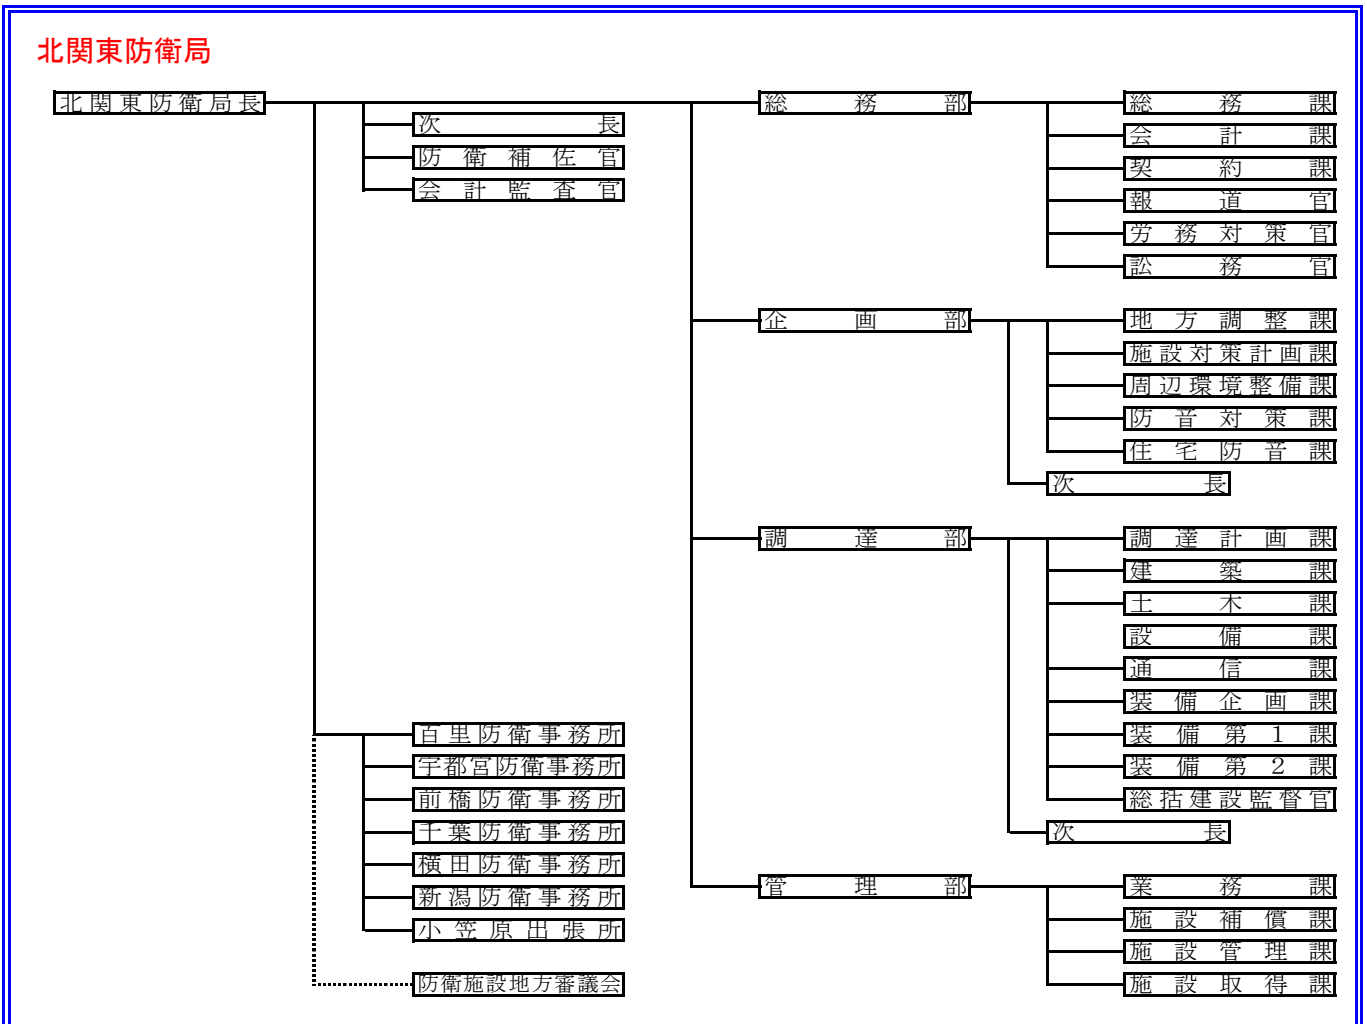 北関東防衛局
北関東防衛局長
次長
防衛補佐官
会計監査官
百里防衛事務所
宇都宮防衛事務所
前橋防衛事務所
千葉防衛事務所
横田防衛事務所
新潟防衛事務所
小笠原出張所
防衛施設地方審議会
総務部
総務課
会計課
契約課
報道官
労務対策官
訟務官
企画部
地方調整課
施設対策計画課
周辺環境整備課
防音対策課
住宅防音課
次長
調達部
調達計画課
建築課
土木課
設備課
通信課
装備企画課
装備第1課
装備第2課
総括建設監督官
次長
管理部
業務課
施設補償課
施設管理課
施設取得課